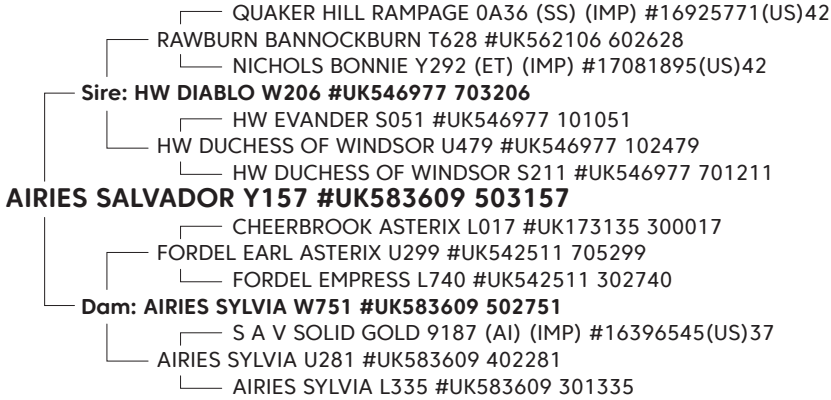 QUAKER HILL RAMPAGE 0A36 (SS) (IMP) #16925771(US)42
RAWBURN BANNOCKBURN T628 #UK562106 602628
NICHOLS BONNIE Y292 (ET) (IMP) #17081895(US)42
Sire: HW DIABLO W206 #UK546977 703206
HW EVANDER S051 #UK546977 101051
HW DUCHESS OF WINDSOR U479 #UK546977 102479
HW DUCHESS OF WINDSOR S211 #UK546977 701211
AIRIES SALVADOR Y157 #UK583609 503157
CHEERBROOK ASTERIX L017 #UK173135 300017
FORDEL EARL ASTERIX U299 #UK542511 705299
FORDEL EMPRESS L740 #UK542511 302740
Dam: AIRIES SYLVIA W751 #UK583609 502751
S A V SOLID GOLD 9187 (AI) (IMP) #16396545(US)37
AIRIES SYLVIA U281 #UK583609 402281
AIRIES SYLVIA L335 #UK583609 301335